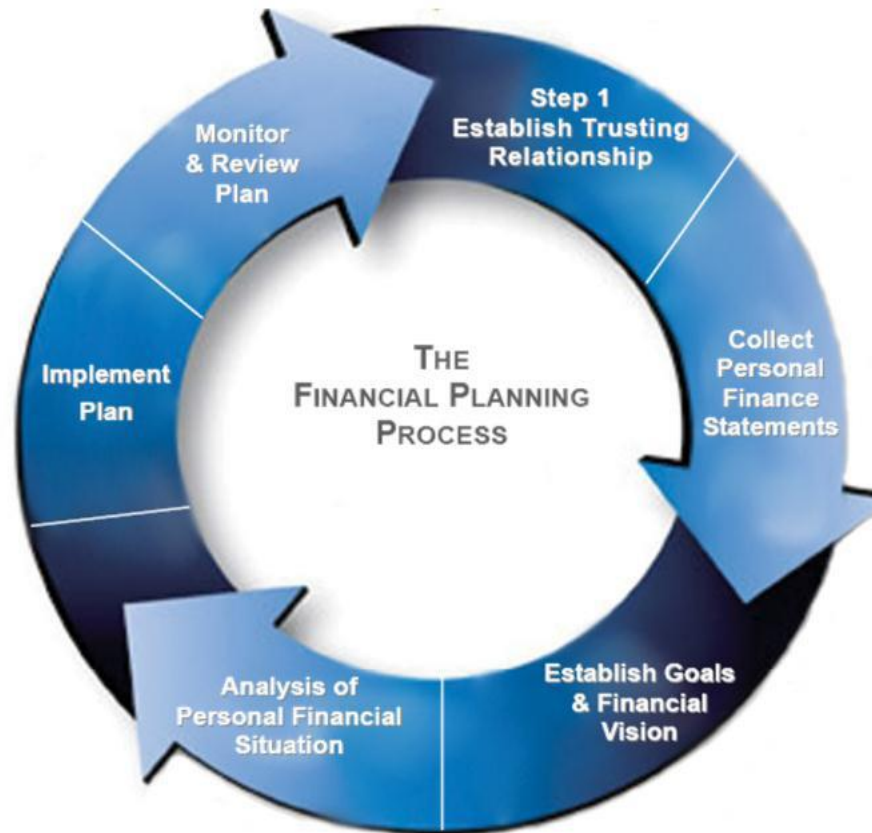 Step 1
Establish Trusting
Relationship
Collect
Personal
Finance
Statements
Establish Goals
& Financial
Vision
Analysis of
Personal Financial
Situation
Implement
Plan
Monitor
& Review
Plan
THE
FINANCIAL PLANNING
PROCESS